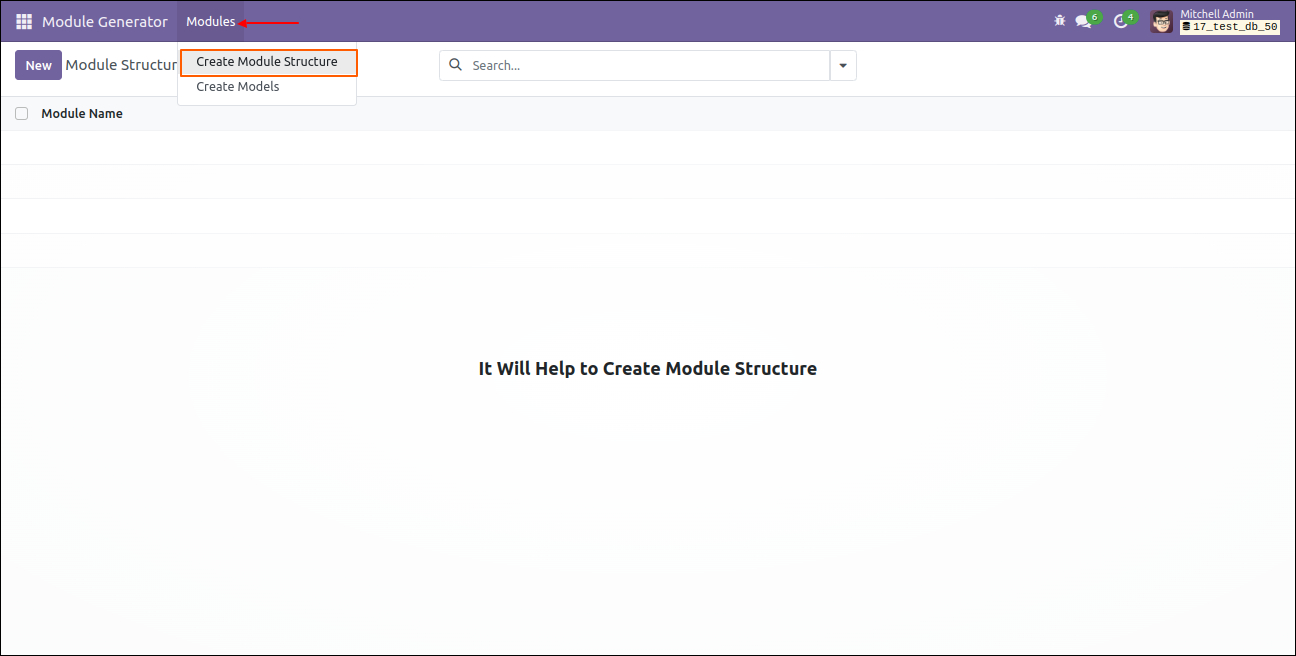 Module Generator Modules 6 4 Mitchell Admin
17_test_db_50
New Module Structur Create Module Structure Search...
Create Models
Module Name
It Will Help to Create Module Structure